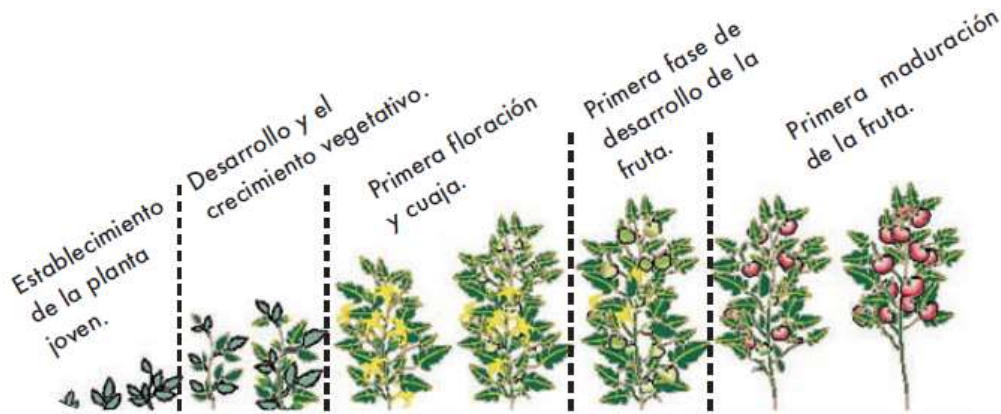 Establecimiento
de la planta
joven.
Desarrollo y el
crecimiento vegetativo.
Primera floración
y cuaja.
Primera fase de
desarrollo de la
fruta.
Primera maduración
de la fruta.